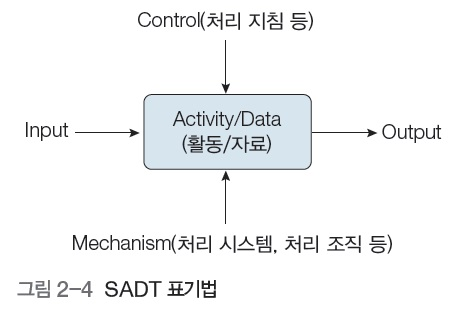 Control(처리 지침 등)
Input
Activity/Data
(활동/자료)
Output
Mechanism(처리 시스템, 처리 조직 등)
그림 2-4 SADT 표기법